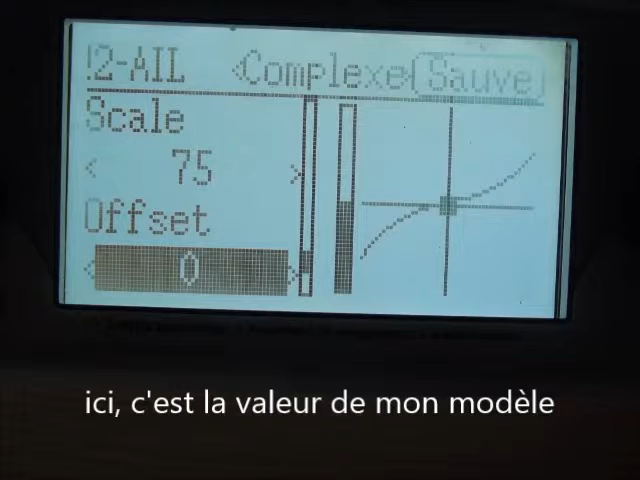 !2-AIL <Complexe (Sauve)
Scale
< 75 >
Offset
< 0 >
ici, c'est la valeur de mon modèle